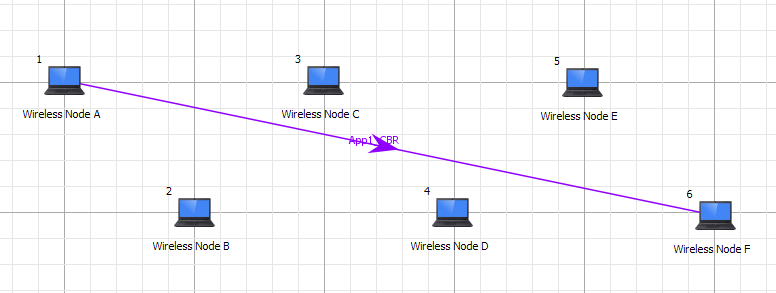 1
3
5
Wireless Node A
Wireless Node C
Wireless Node E
App1_CBR
2
4
6
Wireless Node B
Wireless Node D
Wireless Node F